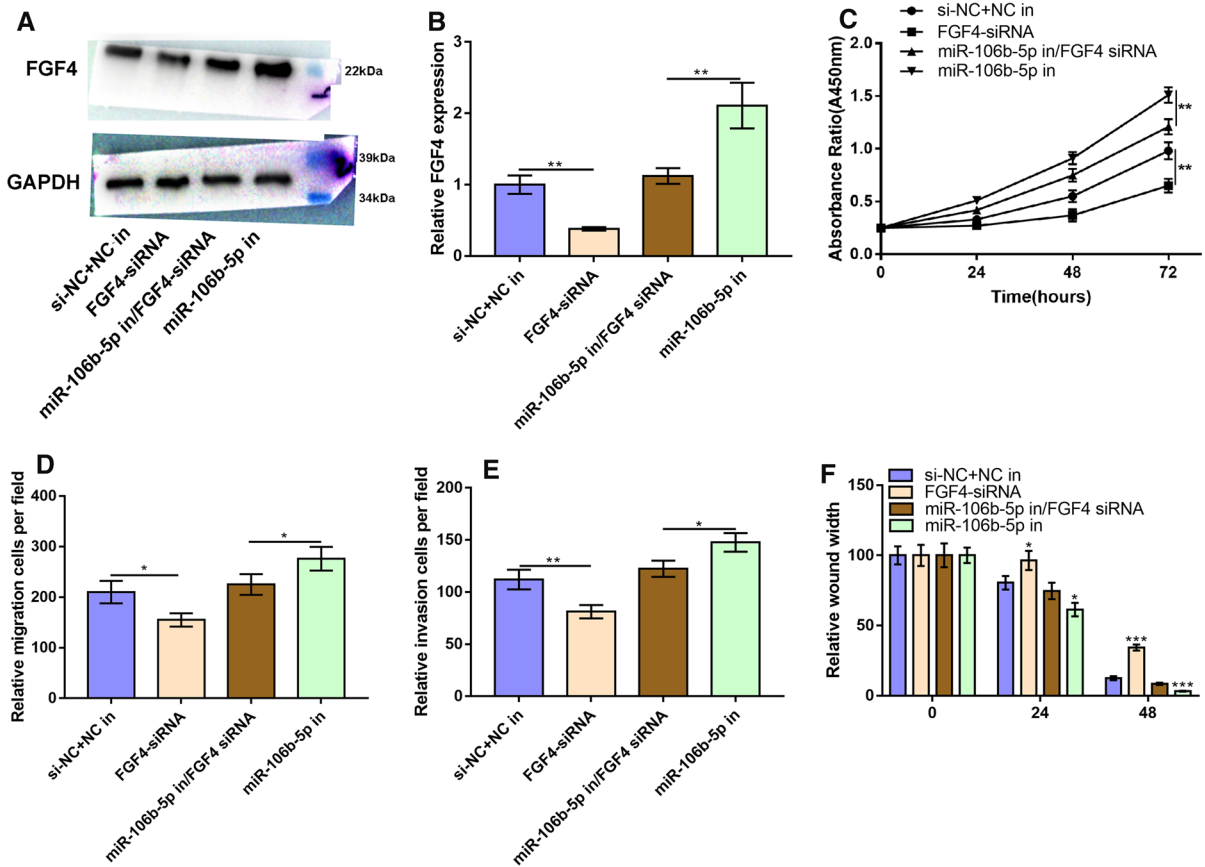 A
FGF4
22kDa
GAPDH
39kDa
34kDa
si-NC+NC in
FGF4-siRNA
miR-106b-5p in/FGF4-siRNA
miR-106b-5p in
B
Relative FGF4 expression
3
2
1
0
**
**
si-NC+NC in
FGF4-siRNA
miR-106b-5p in/FGF4 siRNA
miR-106b-5p in
C
si-NC+NC in
FGF4-siRNA
miR-106b-5p in/FGF4 siRNA
miR-106b-5p in
Absorbance Ratio(A450nm)
2.0
1.5
1.0
0.5
0.0
**
**
0 24 48 72
Time(hours)
D
Relative migration cells per field
400
300
200
100
0
*
*
si-NC+NC in
FGF4-siRNA
miR-106b-5p in/FGF4 siRNA
miR-106b-5p in
E
Relative invasion cells per field
200
150
100
50
0
**
*
si-NC+NC in
FGF4-siRNA
miR-106b-5p in/FGF4 siRNA
miR-106b-5p in
F
si-NC+NC in
FGF4-siRNA
miR-106b-5p in/FGF4 siRNA
miR-106b-5p in
Relative wound width
150
100
50
0
*
*
***
***
0 24 48